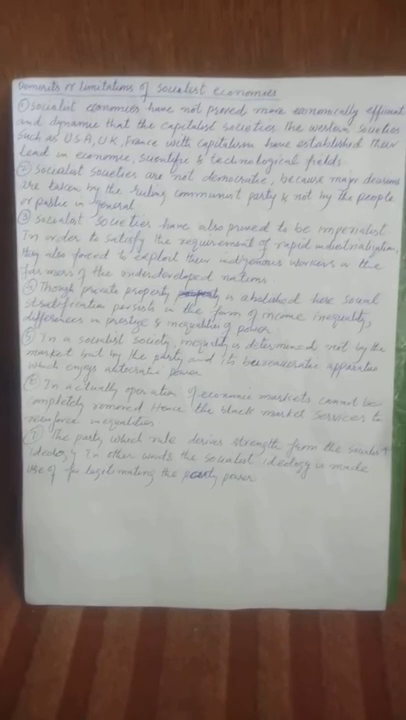 Demerits or limitations of socialist economies
① Socialist economies have not proved more economically efficient
and dynamic that the capitalist societies the western societies
such as U.S.A, U.K, France with capitalism have established their
lead in economic, scientific & technological fields
② Socialist societies are not democratic, because major decisions
are taken by the ruling communist party & not by the people
or public in general
③ Socialist societies have also proved to be imperialist
In order to satisfy the requirement of rapid industrialization,
they also forced to exploit their indigenous workers or the
farmers of the underdeveloped nations
④ Though private property is abolished here social
stratification persists in the form of income inequality,
differences in prestige & inequalities of power
⑤ In a socialist society, inequality is determined not by the
market but by the party and its apparatus
which enjoys power
⑥ In actually operation of economic markets cannot be
completely removed Hence the black market services to
reinforce inequalities
⑦ The party which rule derives strength from the socialist
ideology In other words the socialist ideology is made
use of for legitimating the party power